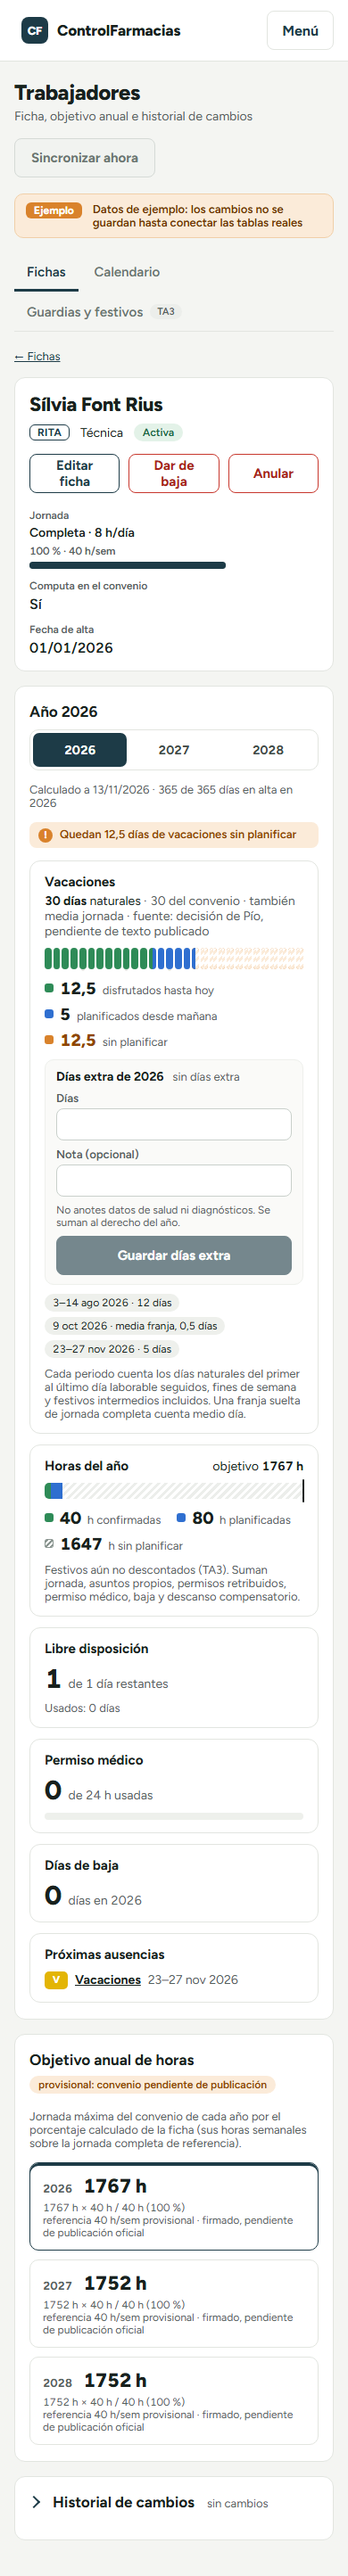 CF ControlFarmacias Menú
Trabajadores
Ficha, objetivo anual e historial de cambios
Sincronizar ahora
Ejemplo Datos de ejemplo: los cambios no se
guardan hasta conectar las tablas reales
Fichas Calendario
Guardias y festivos TA3
← Fichas
Sílvia Font Rius
RITA Técnica Activa
Editar
ficha
Dar de
baja
Anular
Jornada
Completa · 8 h/día
100 % · 40 h/sem
Computa en el convenio
Sí
Fecha de alta
01/01/2026
Año 2026
2026 2027 2028
Calculado a 13/11/2026 · 365 de 365 días en alta en
2026
! Quedan 12,5 días de vacaciones sin planificar
Vacaciones
30 días naturales · 30 del convenio · también
media jornada · fuente: decisión de Pío,
pendiente de texto publicado
12,5 disfrutados hasta hoy
5 planificados desde mañana
12,5 sin planificar
Días extra de 2026 sin días extra
Días
Nota (opcional)
No anotes datos de salud ni diagnósticos. Se
suman al derecho del año.
Guardar días extra
3–14 ago 2026 · 12 días
9 oct 2026 · media franja, 0,5 días
23–27 nov 2026 · 5 días
Cada periodo cuenta los días naturales del primer
al último día laborable seguidos, fines de semana
y festivos intermedios incluidos. Una franja suelta
de jornada completa cuenta medio día.
Horas del año objetivo 1767 h
40 h confirmadas 80 h planificadas
1647 h sin planificar
Festivos aún no descontados (TA3). Suman
jornada, asuntos propios, permisos retribuidos,
permiso médico, baja y descanso compensatorio.
Libre disposición
1 de 1 día restantes
Usados: 0 días
Permiso médico
0 de 24 h usadas
Días de baja
0 días en 2026
Próximas ausencias
V Vacaciones 23–27 nov 2026
Objetivo anual de horas
provisional: convenio pendiente de publicación
Jornada máxima del convenio de cada año por el
porcentaje calculado de la ficha (sus horas semanales
sobre la jornada completa de referencia).
2026 1767 h
1767 h × 40 h / 40 h (100 %)
referencia 40 h/sem provisional · firmado, pendiente
de publicación oficial
2027 1752 h
1752 h × 40 h / 40 h (100 %)
referencia 40 h/sem provisional · firmado, pendiente
de publicación oficial
2028 1752 h
1752 h × 40 h / 40 h (100 %)
referencia 40 h/sem provisional · firmado, pendiente
de publicación oficial
Historial de cambios sin cambios